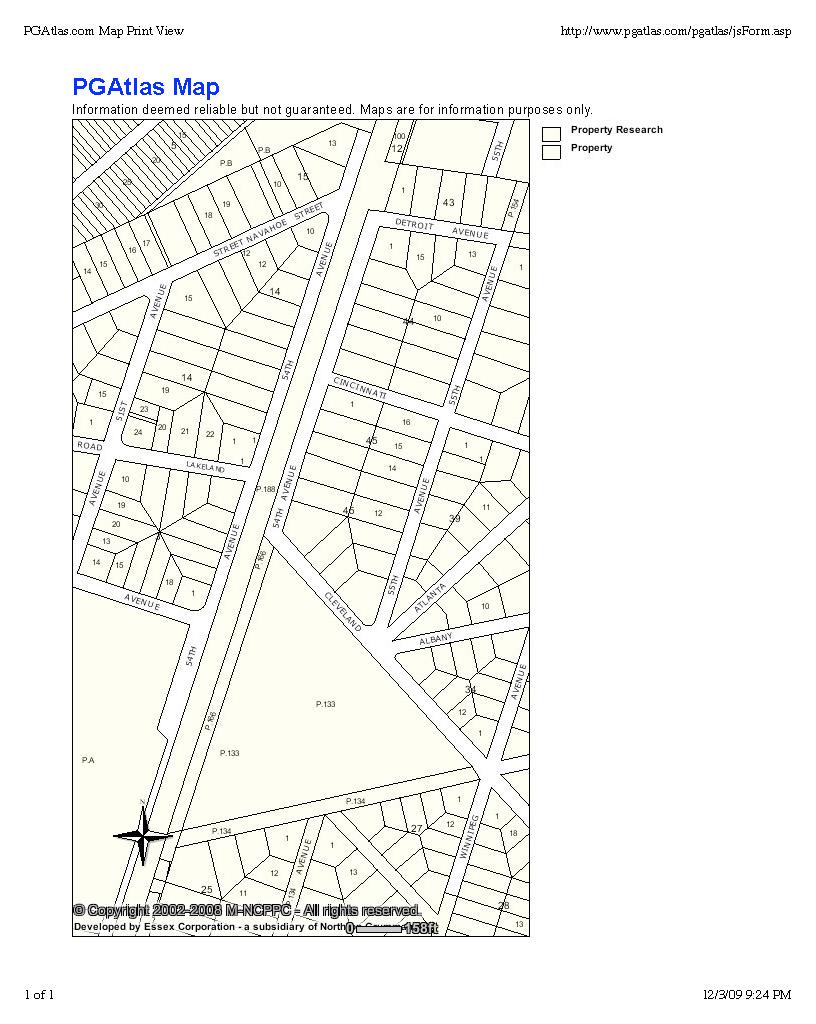 PGAtlas.com Map Print View
http://www.pgatlas.com/pgatlas/jsForm.asp
PGAtlas Map
Information deemed reliable but not guaranteed. Maps are for information purposes only.
Property Research
Property
15
5
20
25
30
P.B
P.B
13
100
12
55TH
15
10
1
43
P.154
19
18
STREET NAVAHOE STREET
10
DETROIT AVENUE
17
16
15
14
12
12
AVENUE
1
15
13
1
AVENUE
14
15
AVENUE
44
10
54TH
14
CINCINNATI
19
15
23
51ST
1
55TH
1
24
20
21
22
1
1
16
45
15
1
ROAD
LAKELAND
1
1
14
AVENUE
10
P.188
AVENUE
AVENUE
19
20
54TH
45
12
39
11
13
AVENUE
P.166
14
15
18
1
55TH
ATLANTA
AVENUE
CLEVELAND
10
ALBANY
54TH
AVENUE
34
P.133
12
P.166
1
P.133
P.A
N
P.134
1
P.134
27
12
1
18
1
AVENUE
1
WINNIPEG
12
13
25
11
P.134
28
13
© Copyright 2002-2008 M-NCPPC - All rights reserved.
Developed by Essex Corporation - a subsidiary of
0 158ft
1 of 1
12/3/09 9:24 PM